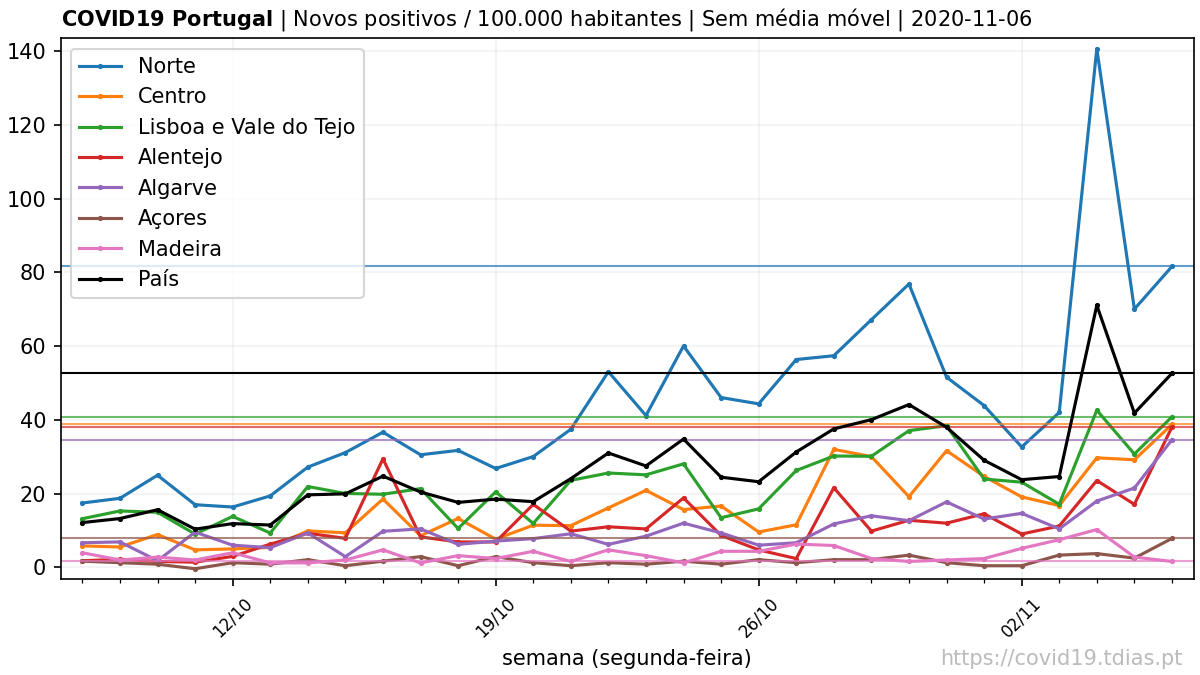 COVID19 Portugal | Novos positivos / 100.000 habitantes | Sem média móvel | 2020-11-06
140
120
100
80
60
40
20
0
Norte
Centro
Lisboa e Vale do Tejo
Alentejo
Algarve
Açores
Madeira
País
12/10
19/10
26/10
02/11
semana (segunda-feira)
https://covid19.tdias.pt